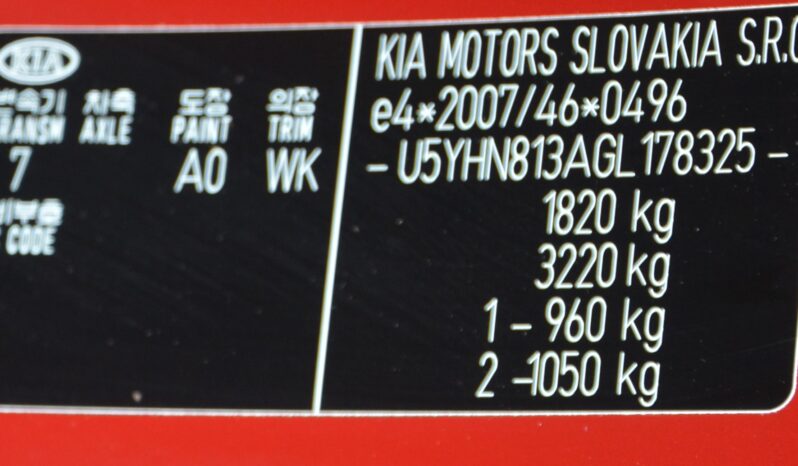 KIA
변속기 차축 도장 의장
TRANSM AXLE PAINT TRIM
7 A0 WK
CODE
KIA MOTORS SLOVAKIA S.R.O
e4*2007/46*0496
- U5YHN813AGL178325 -
1820 kg
3220 kg
1 - 960 kg
2 -1050 kg